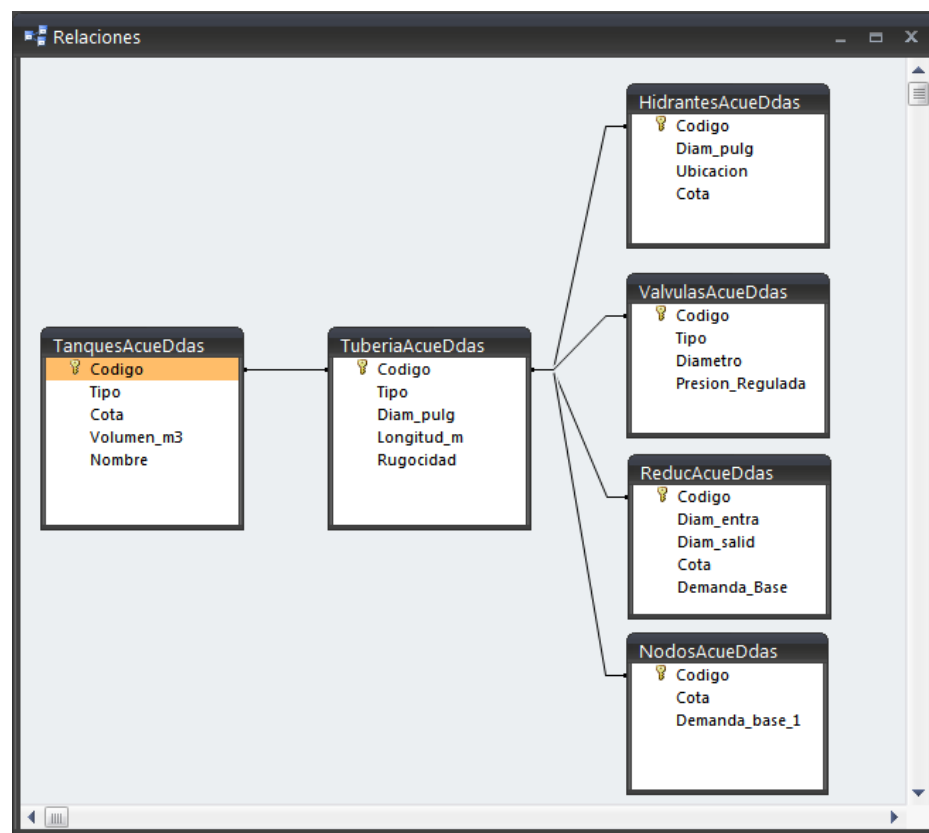 Relaciones
TanquesAcueDdas
Codigo
Tipo
Cota
Volumen_m3
Nombre
TuberiaAcueDdas
Codigo
Tipo
Diam_pulg
Longitud_m
Rugocidad
HidrantesAcueDdas
Codigo
Diam_pulg
Ubicacion
Cota
ValvulasAcueDdas
Codigo
Tipo
Diametro
Presion_Regulada
ReducAcueDdas
Codigo
Diam_entra
Diam_salid
Cota
Demanda_Base
NodosAcueDdas
Codigo
Cota
Demanda_base_1